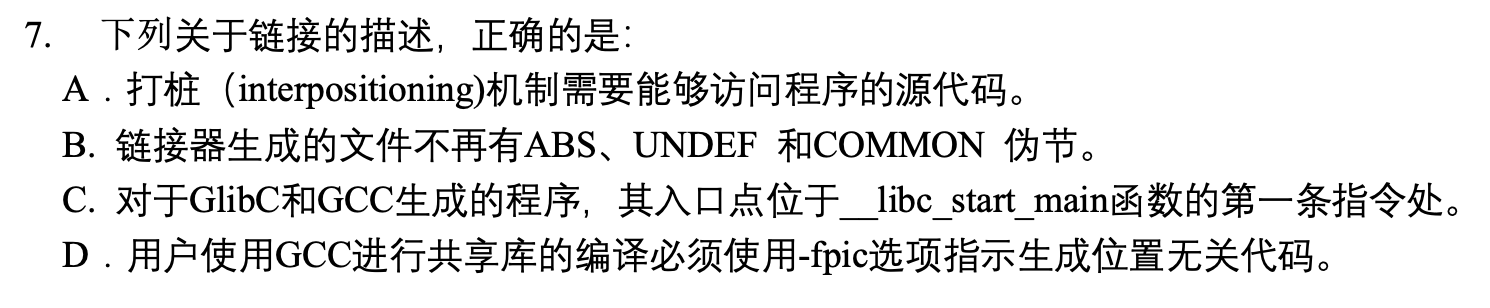 7. 下列关于链接的描述，正确的是：
A．打桩（interpositioning)机制需要能够访问程序的源代码。
B. 链接器生成的文件不再有ABS、UNDEF 和COMMON 伪节。
C. 对于GlibC和GCC生成的程序，其入口点位于__libc_start_main函数的第一条指令处。
D．用户使用GCC进行共享库的编译必须使用-fpic选项指示生成位置无关代码。